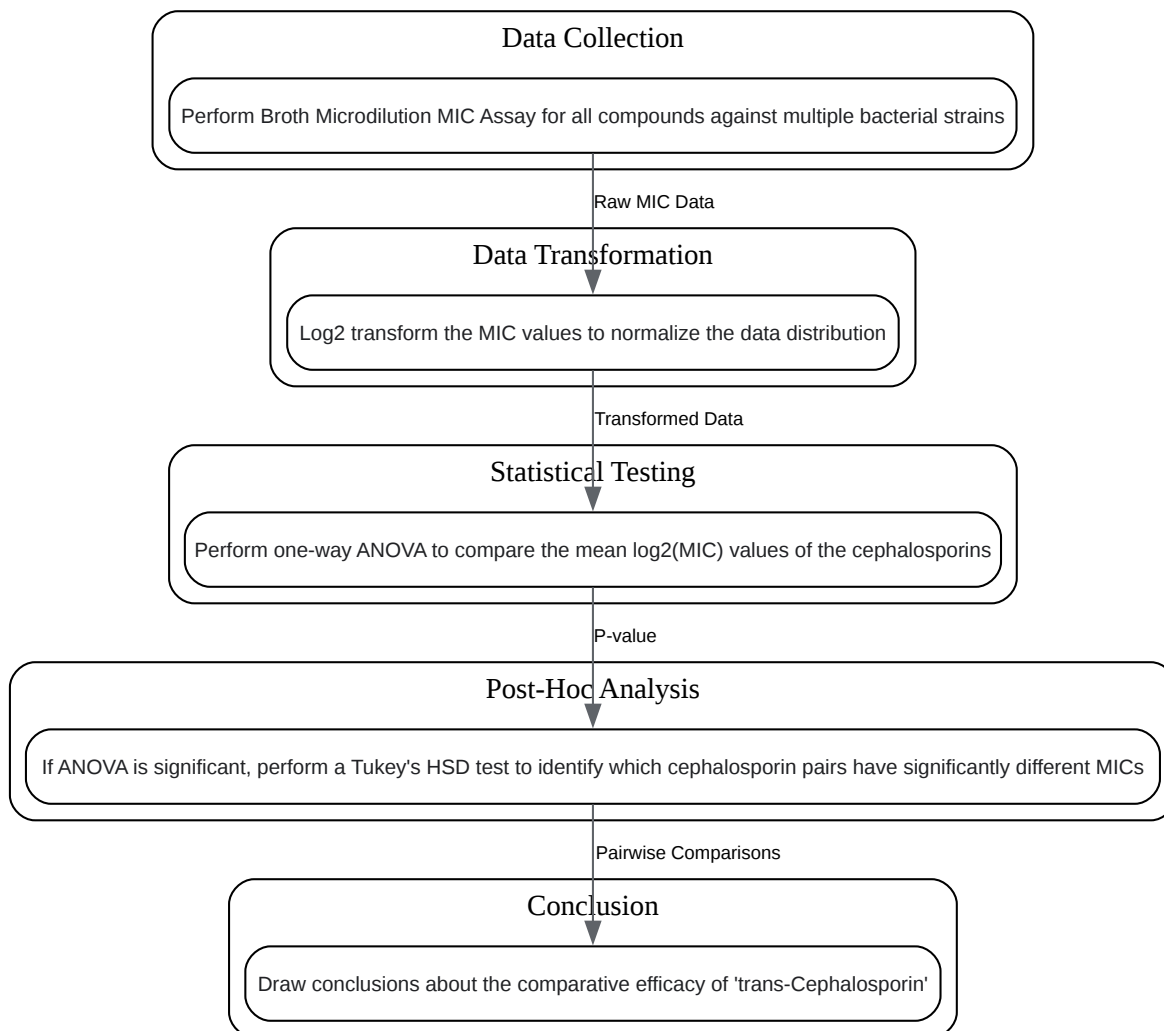 Data Collection
Perform Broth Microdilution MIC Assay for all compounds against multiple bacterial strains
Raw MIC Data
Data Transformation
Log2 transform the MIC values to normalize the data distribution
Transformed Data
Statistical Testing
Perform one-way ANOVA to compare the mean log2(MIC) values of the cephalosporins
P-value
Post-Hoc Analysis
If ANOVA is significant, perform a Tukey's HSD test to identify which cephalosporin pairs have significantly different MICs
Pairwise Comparisons
Conclusion
Draw conclusions about the comparative efficacy of 'trans-Cephalosporin'